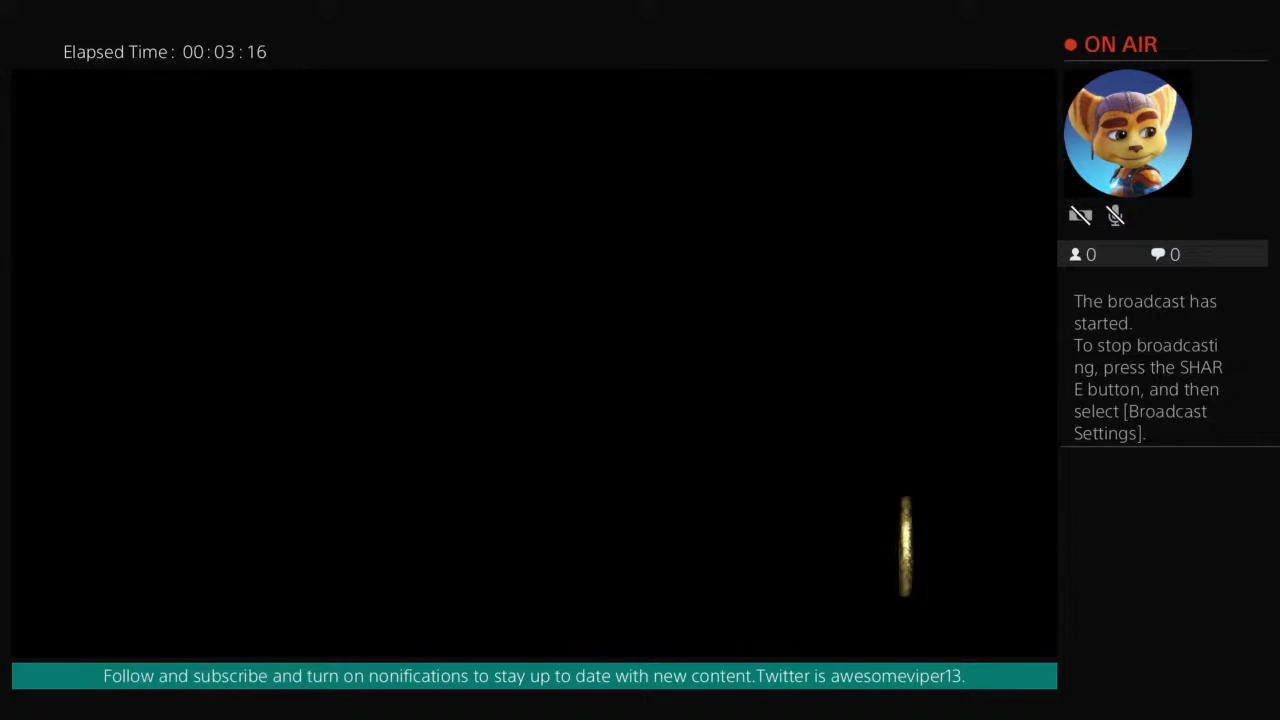 Elapsed Time: 00:03:16
ON AIR
0 0
The broadcast has
started.
To stop broadcasti
ng, press the SHAR
E button, and then
select [Broadcast
Settings].
Follow and subscribe and turn on nonifications to stay up to date with new content.Twitter is awesomeviper13.